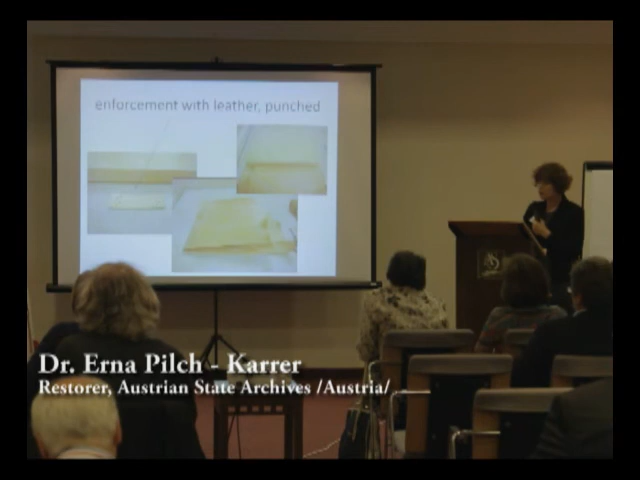 enforcement with leather, punched
Dr. Erna Pilch - Karrer
Restorer, Austrian State Archives /Austria/